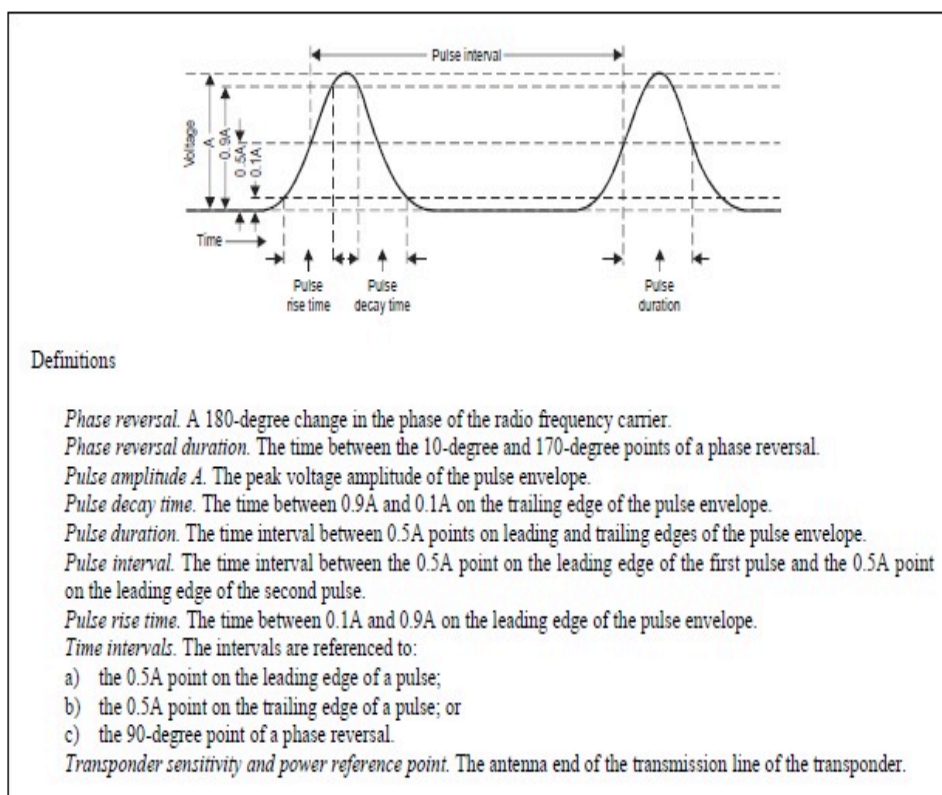 Pulse interval
Voltage
A
0.9A
0.5A
0.1A
Time
Pulse
rise time
Pulse
decay time
Pulse
duration
Definitions
Phase reversal. A 180-degree change in the phase of the radio frequency carrier.
Phase reversal duration. The time between the 10-degree and 170-degree points of a phase reversal.
Pulse amplitude A. The peak voltage amplitude of the pulse envelope.
Pulse decay time. The time between 0.9A and 0.1A on the trailing edge of the pulse envelope.
Pulse duration. The time interval between 0.5A points on leading and trailing edges of the pulse envelope.
Pulse interval. The time interval between the 0.5A point on the leading edge of the first pulse and the 0.5A point
on the leading edge of the second pulse.
Pulse rise time. The time between 0.1A and 0.9A on the leading edge of the pulse envelope.
Time intervals. The intervals are referenced to:
a) the 0.5A point on the leading edge of a pulse;
b) the 0.5A point on the trailing edge of a pulse; or
c) the 90-degree point of a phase reversal.
Transponder sensitivity and power reference point. The antenna end of the transmission line of the transponder.